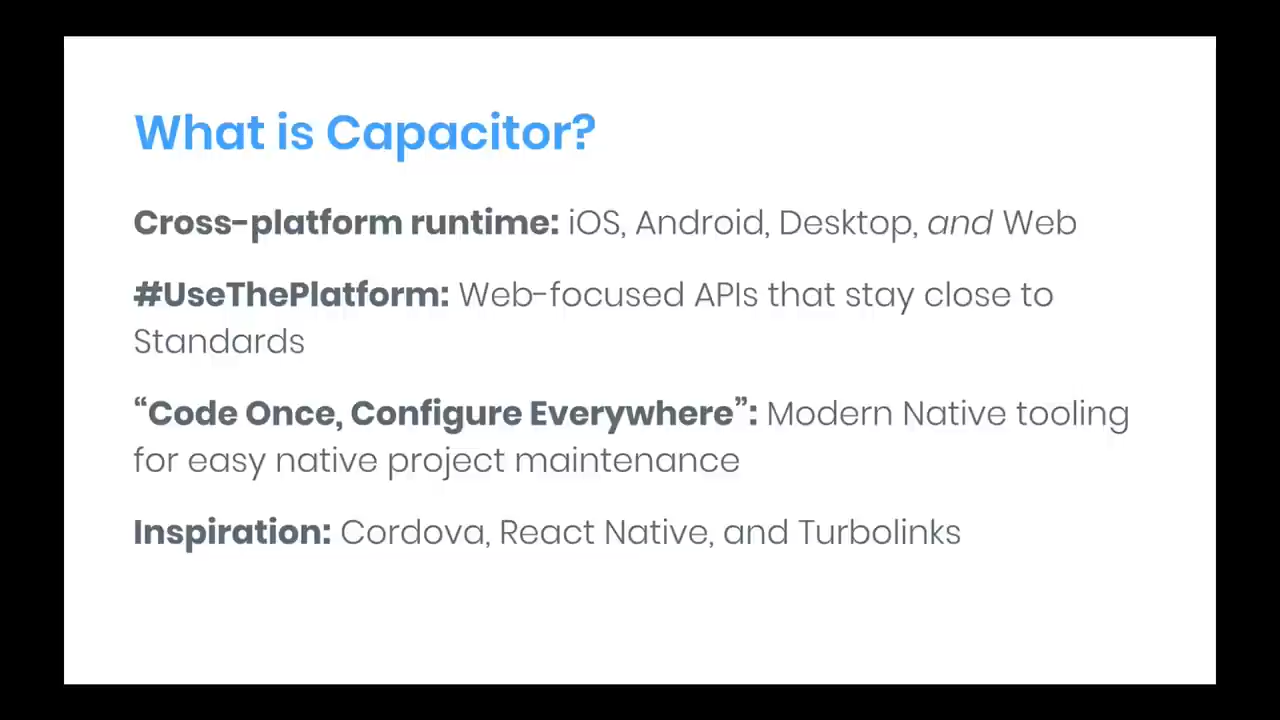 What is Capacitor?
Cross-platform runtime: iOS, Android, Desktop, and Web
#UseThePlatform: Web-focused APIs that stay close to
Standards
“Code Once, Configure Everywhere”: Modern Native tooling
for easy native project maintenance
Inspiration: Cordova, React Native, and Turbolinks